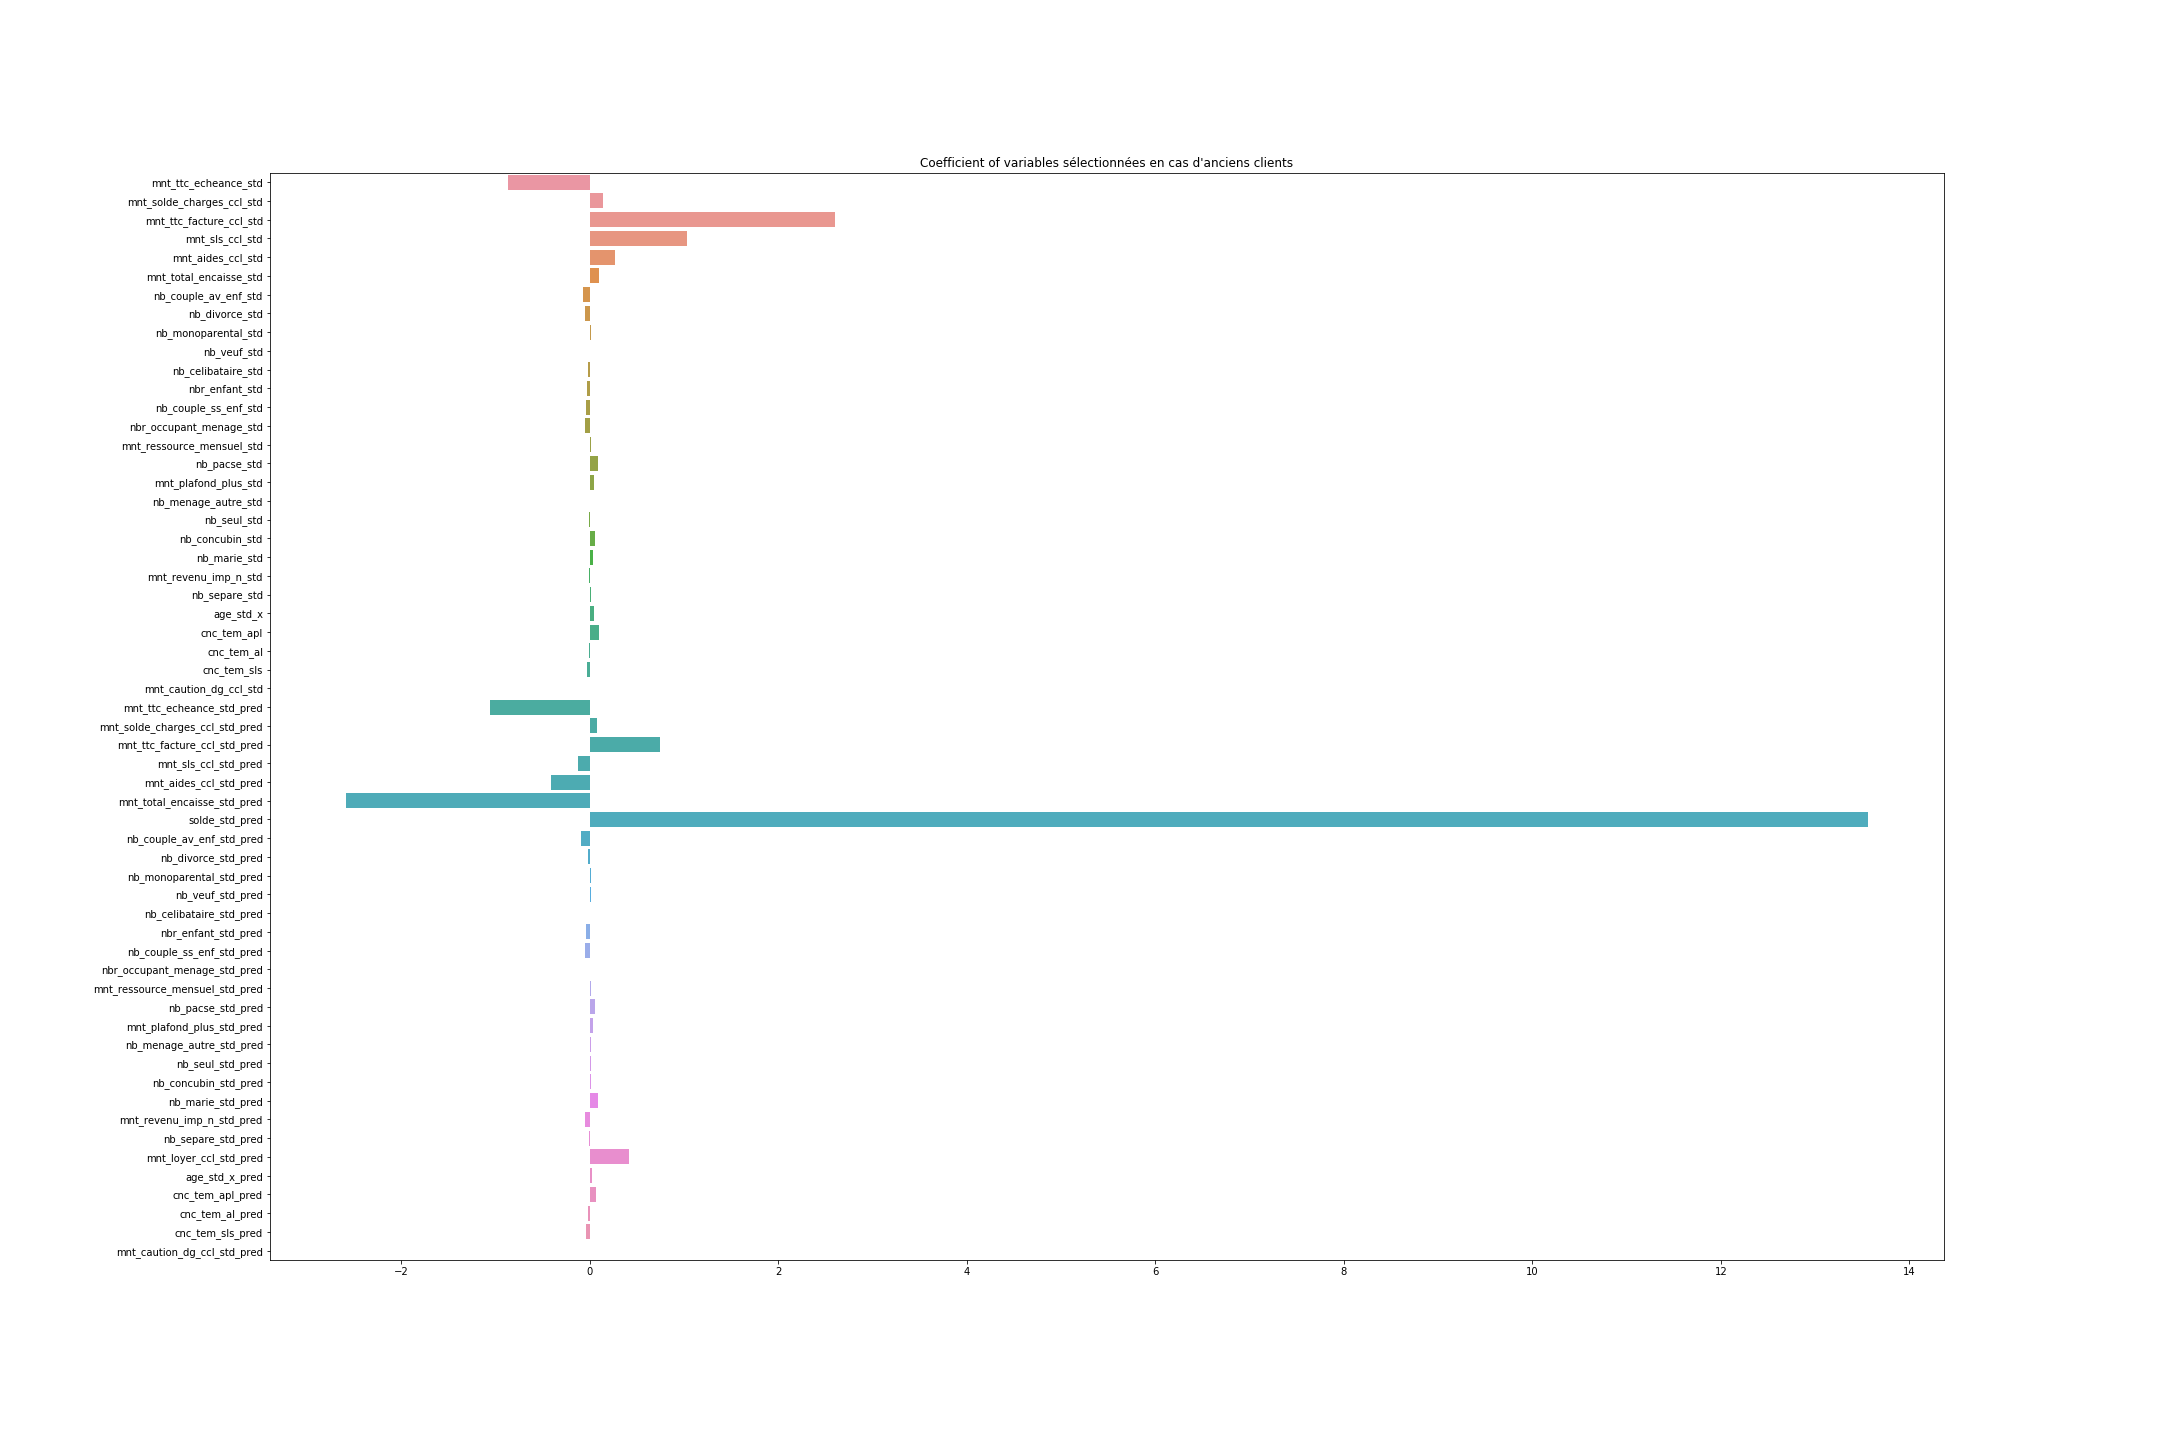 Coefficient of variables sélectionnées en cas d'anciens clients
mnt_ttc_echeance_std
mnt_solde_charges_ccl_std
mnt_ttc_facture_ccl_std
mnt_sls_ccl_std
mnt_aides_ccl_std
mnt_total_encaisse_std
nb_couple_av_enf_std
nb_divorce_std
nb_monoparental_std
nb_veuf_std
nb_celibataire_std
nbr_enfant_std
nb_couple_ss_enf_std
nbr_occupant_menage_std
mnt_ressource_mensuel_std
nb_pacse_std
mnt_plafond_plus_std
nb_menage_autre_std
nb_seul_std
nb_concubin_std
nb_marie_std
mnt_revenu_imp_n_std
nb_separe_std
age_std_x
cnc_tem_apl
cnc_tem_al
cnc_tem_sls
mnt_caution_dg_ccl_std
mnt_ttc_echeance_std_pred
mnt_solde_charges_ccl_std_pred
mnt_ttc_facture_ccl_std_pred
mnt_sls_ccl_std_pred
mnt_aides_ccl_std_pred
mnt_total_encaisse_std_pred
solde_std_pred
nb_couple_av_enf_std_pred
nb_divorce_std_pred
nb_monoparental_std_pred
nb_veuf_std_pred
nb_celibataire_std_pred
nbr_enfant_std_pred
nb_couple_ss_enf_std_pred
nbr_occupant_menage_std_pred
mnt_ressource_mensuel_std_pred
nb_pacse_std_pred
mnt_plafond_plus_std_pred
nb_menage_autre_std_pred
nb_seul_std_pred
nb_concubin_std_pred
nb_marie_std_pred
mnt_revenu_imp_n_std_pred
nb_separe_std_pred
mnt_loyer_ccl_std_pred
age_std_x_pred
cnc_tem_apl_pred
cnc_tem_al_pred
cnc_tem_sls_pred
mnt_caution_dg_ccl_std_pred
−2 0 2 4 6 8 10 12 14